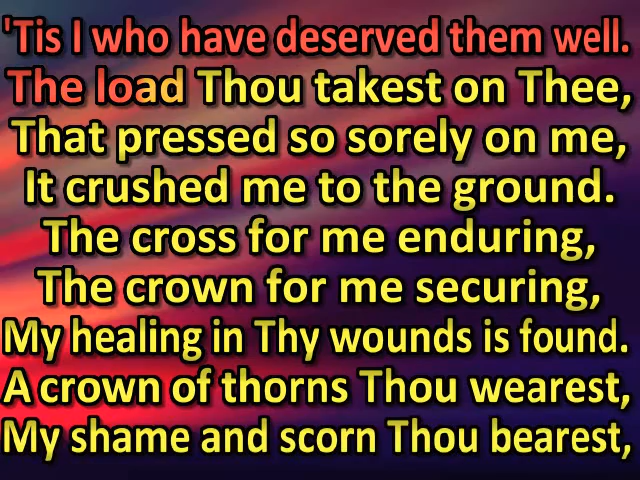 'Tis I who have deserved them well.
The load Thou takest on Thee,
That pressed so sorely on me,
It crushed me to the ground.
The cross for me enduring,
The crown for me securing,
My healing in Thy wounds is found.
A crown of thorns Thou wearest,
My shame and scorn Thou bearest,